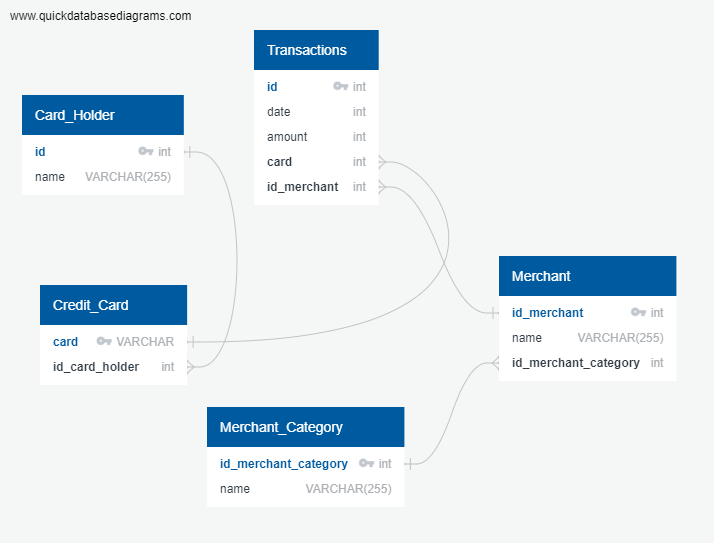 www.quickdatabasediagrams.com
Transactions
id int
date int
amount int
card int
id_merchant int
Card_Holder
id int
name VARCHAR(255)
Credit_Card
card VARCHAR
id_card_holder int
Merchant
id_merchant int
name VARCHAR(255)
id_merchant_category int
Merchant_Category
id_merchant_category int
name VARCHAR(255)